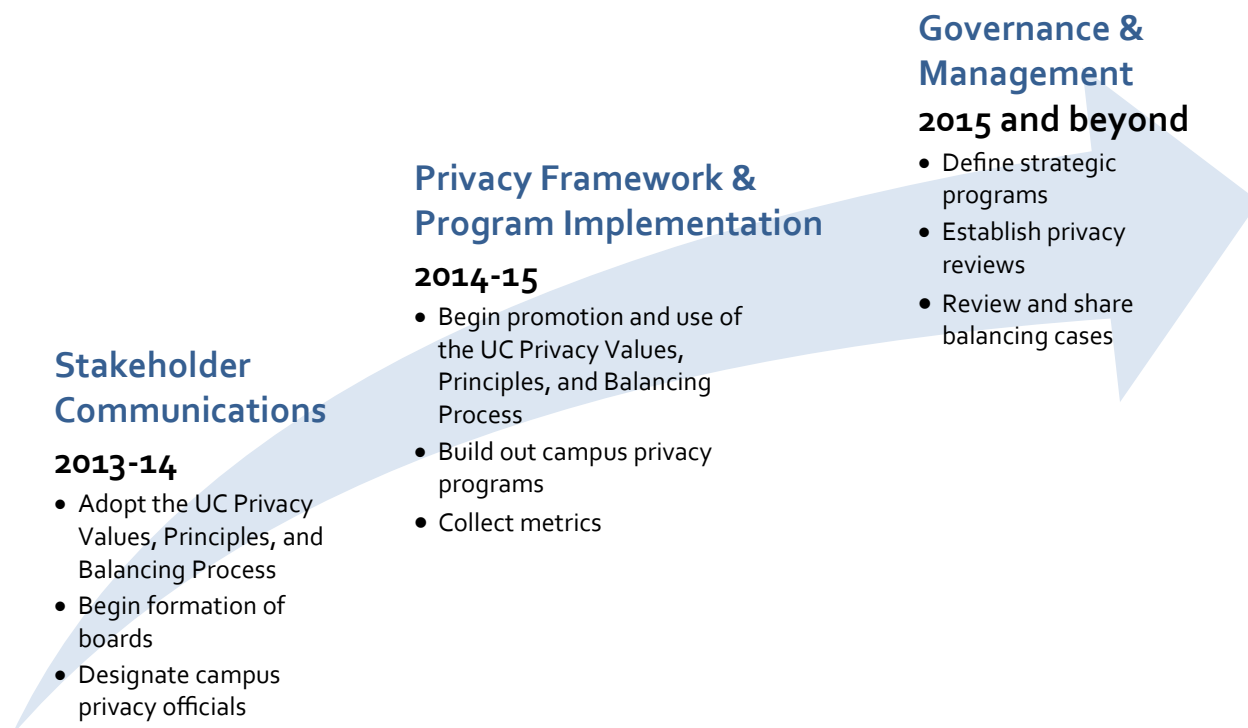 Stakeholder
Communications
2013-14
• Adopt the UC Privacy
Values, Principles, and
Balancing Process
• Begin formation of
boards
• Designate campus
privacy officials
Privacy Framework &
Program Implementation
2014-15
• Begin promotion and use of
the UC Privacy Values,
Principles, and Balancing
Process
• Build out campus privacy
programs
• Collect metrics
Governance &
Management
2015 and beyond
• Define strategic
programs
• Establish privacy
reviews
• Review and share
balancing cases